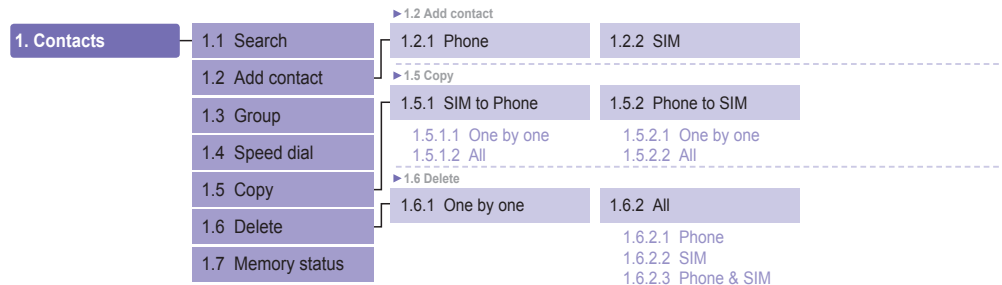 1. Contacts
1.1 Search
1.2 Add contact
1.3 Group
1.4 Speed dial
1.5 Copy
1.6 Delete
1.7 Memory status
►1.2 Add contact
1.2.1 Phone
1.2.2 SIM
►1.5 Copy
1.5.1 SIM to Phone
1.5.1.1 One by one
1.5.1.2 All
1.5.2 Phone to SIM
1.5.2.1 One by one
1.5.2.2 All
►1.6 Delete
1.6.1 One by one
1.6.2 All
1.6.2.1 Phone
1.6.2.2 SIM
1.6.2.3 Phone & SIM